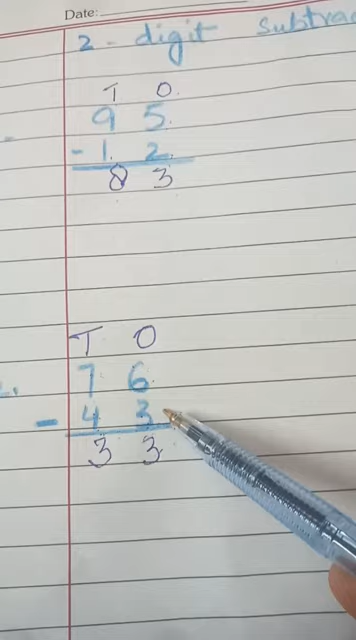 Date:
2 - digit Subtrac
T O
9 5
- 1 2
8 3
T O
7 6
- 4 3
3 3